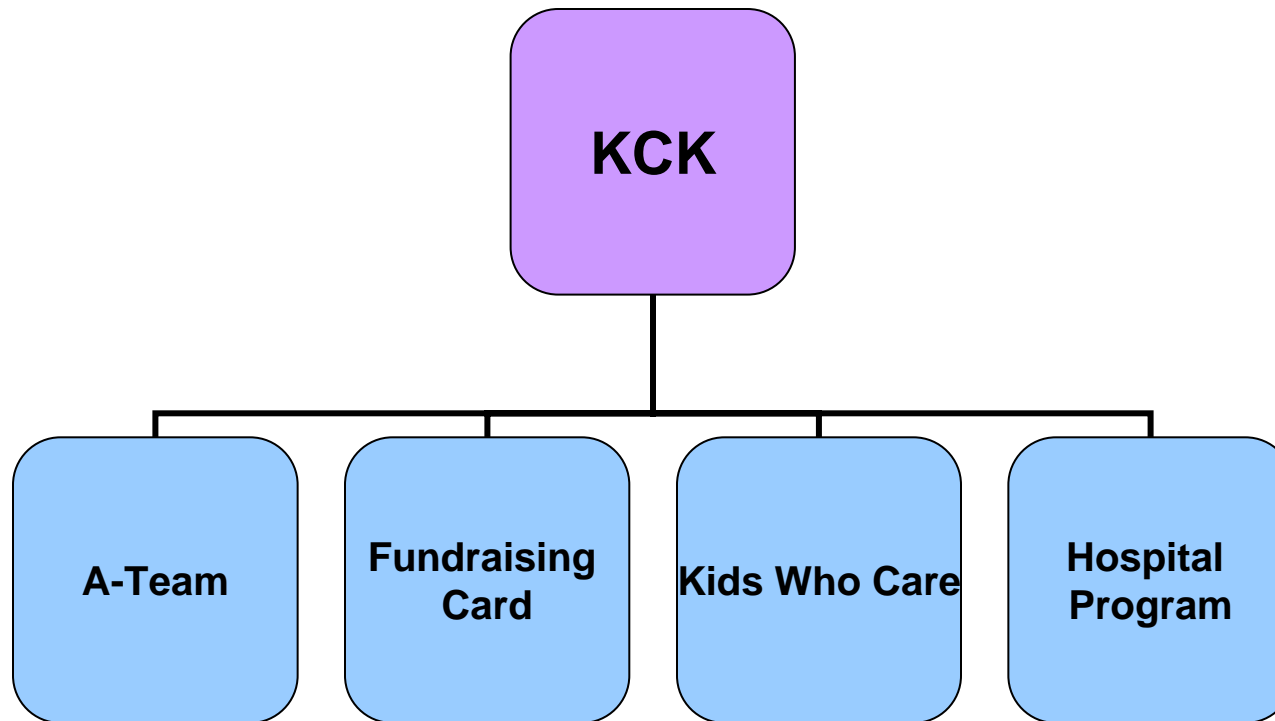 KCK
A-Team
Fundraising
Card
Kids Who Care
Hospital
Program